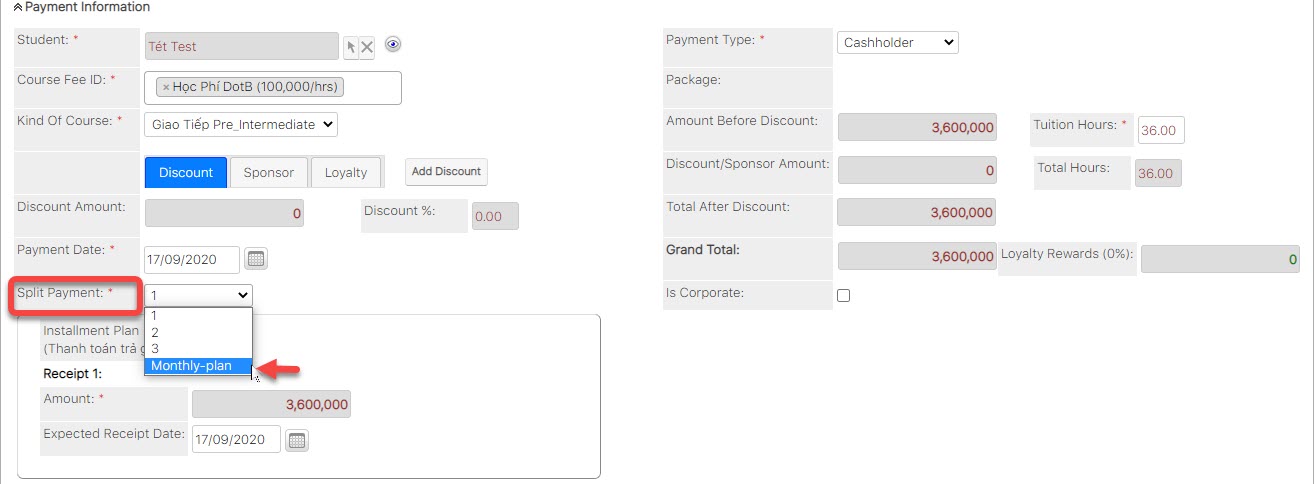 Payment Information
Student: * Tét Test
Payment Type: * Cashholder
Course Fee ID: * × Học Phí DotB (100,000/hrs)
Package:
Kind Of Course: * Giao Tiếp Pre_Intermediate
Amount Before Discount: 3,600,000 Tuition Hours: * 36.00
Discount Sponsor Loyalty Add Discount
Discount/Sponsor Amount: 0 Total Hours: 36.00
Discount Amount: 0 Discount %: 0.00
Total After Discount: 3,600,000
Payment Date: * 17/09/2020
Grand Total: 3,600,000 Loyalty Rewards (0%): 0
Split Payment: * 1
Is Corporate:
1
2
3
Monthly-plan
Installment Plan
(Thanh toán trả
Receipt 1:
Amount: * 3,600,000
Expected Receipt Date: 17/09/2020